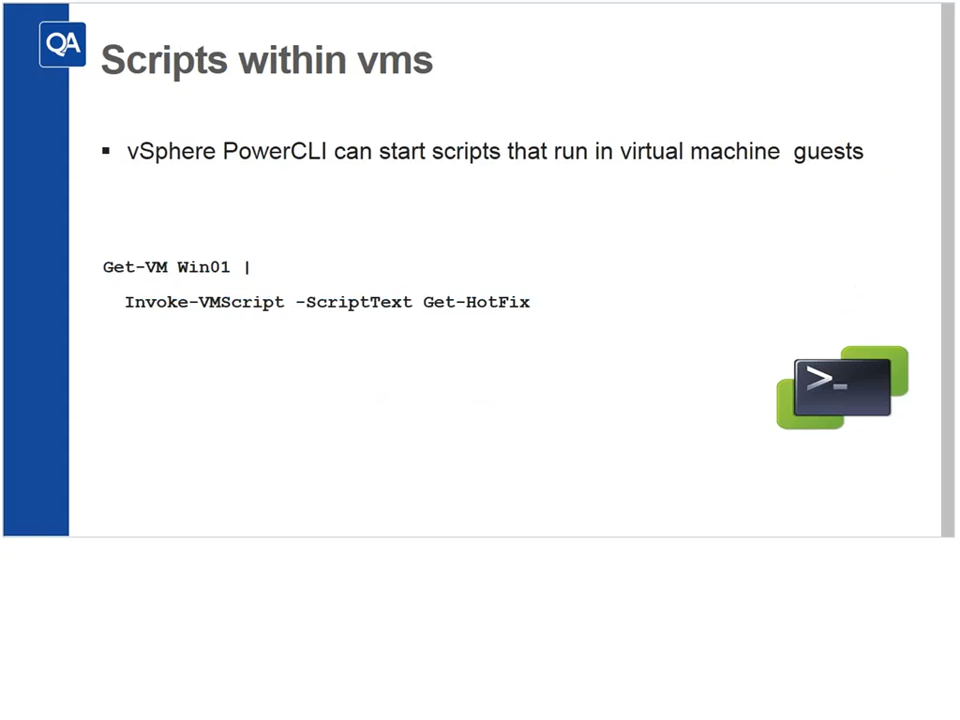 QA
Scripts within vms
▪ vSphere PowerCLI can start scripts that run in virtual machine guests
Get-VM Win01 |
Invoke-VMScript -ScriptText Get-HotFix
>_